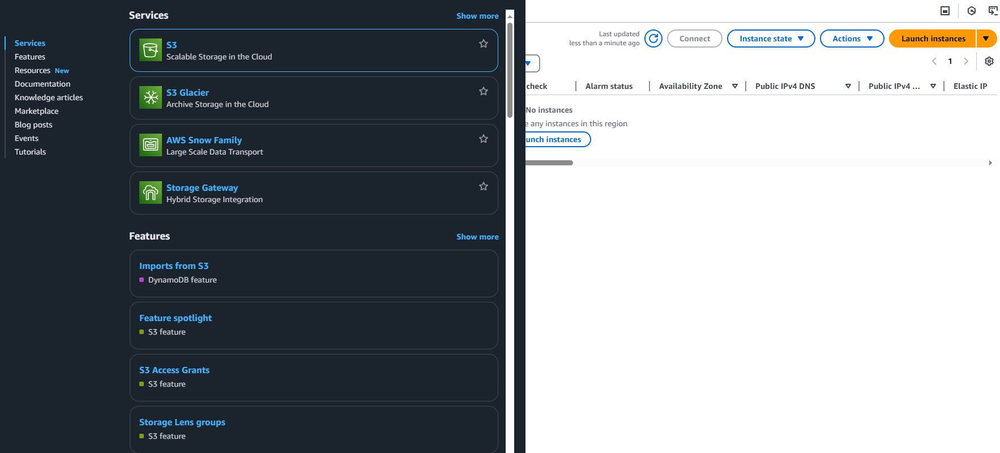 Services
Features
Resources New
Documentation
Knowledge articles
Marketplace
Blog posts
Events
Tutorials
Services
Show more
S3
Scalable Storage in the Cloud
S3 Glacier
Archive Storage in the Cloud
AWS Snow Family
Large Scale Data Transport
Storage Gateway
Hybrid Storage Integration
Features
Show more
Imports from S3
DynamoDB feature
Feature spotlight
S3 feature
S3 Access Grants
S3 feature
Storage Lens groups
S3 feature
Last updated
less than a minute ago
Connect
Instance state
Actions
Launch instances
1
check
Alarm status
Availability Zone
Public IPv4 DNS
Public IPv4 ...
Elastic IP
No instances
e any instances in this region
unch instances